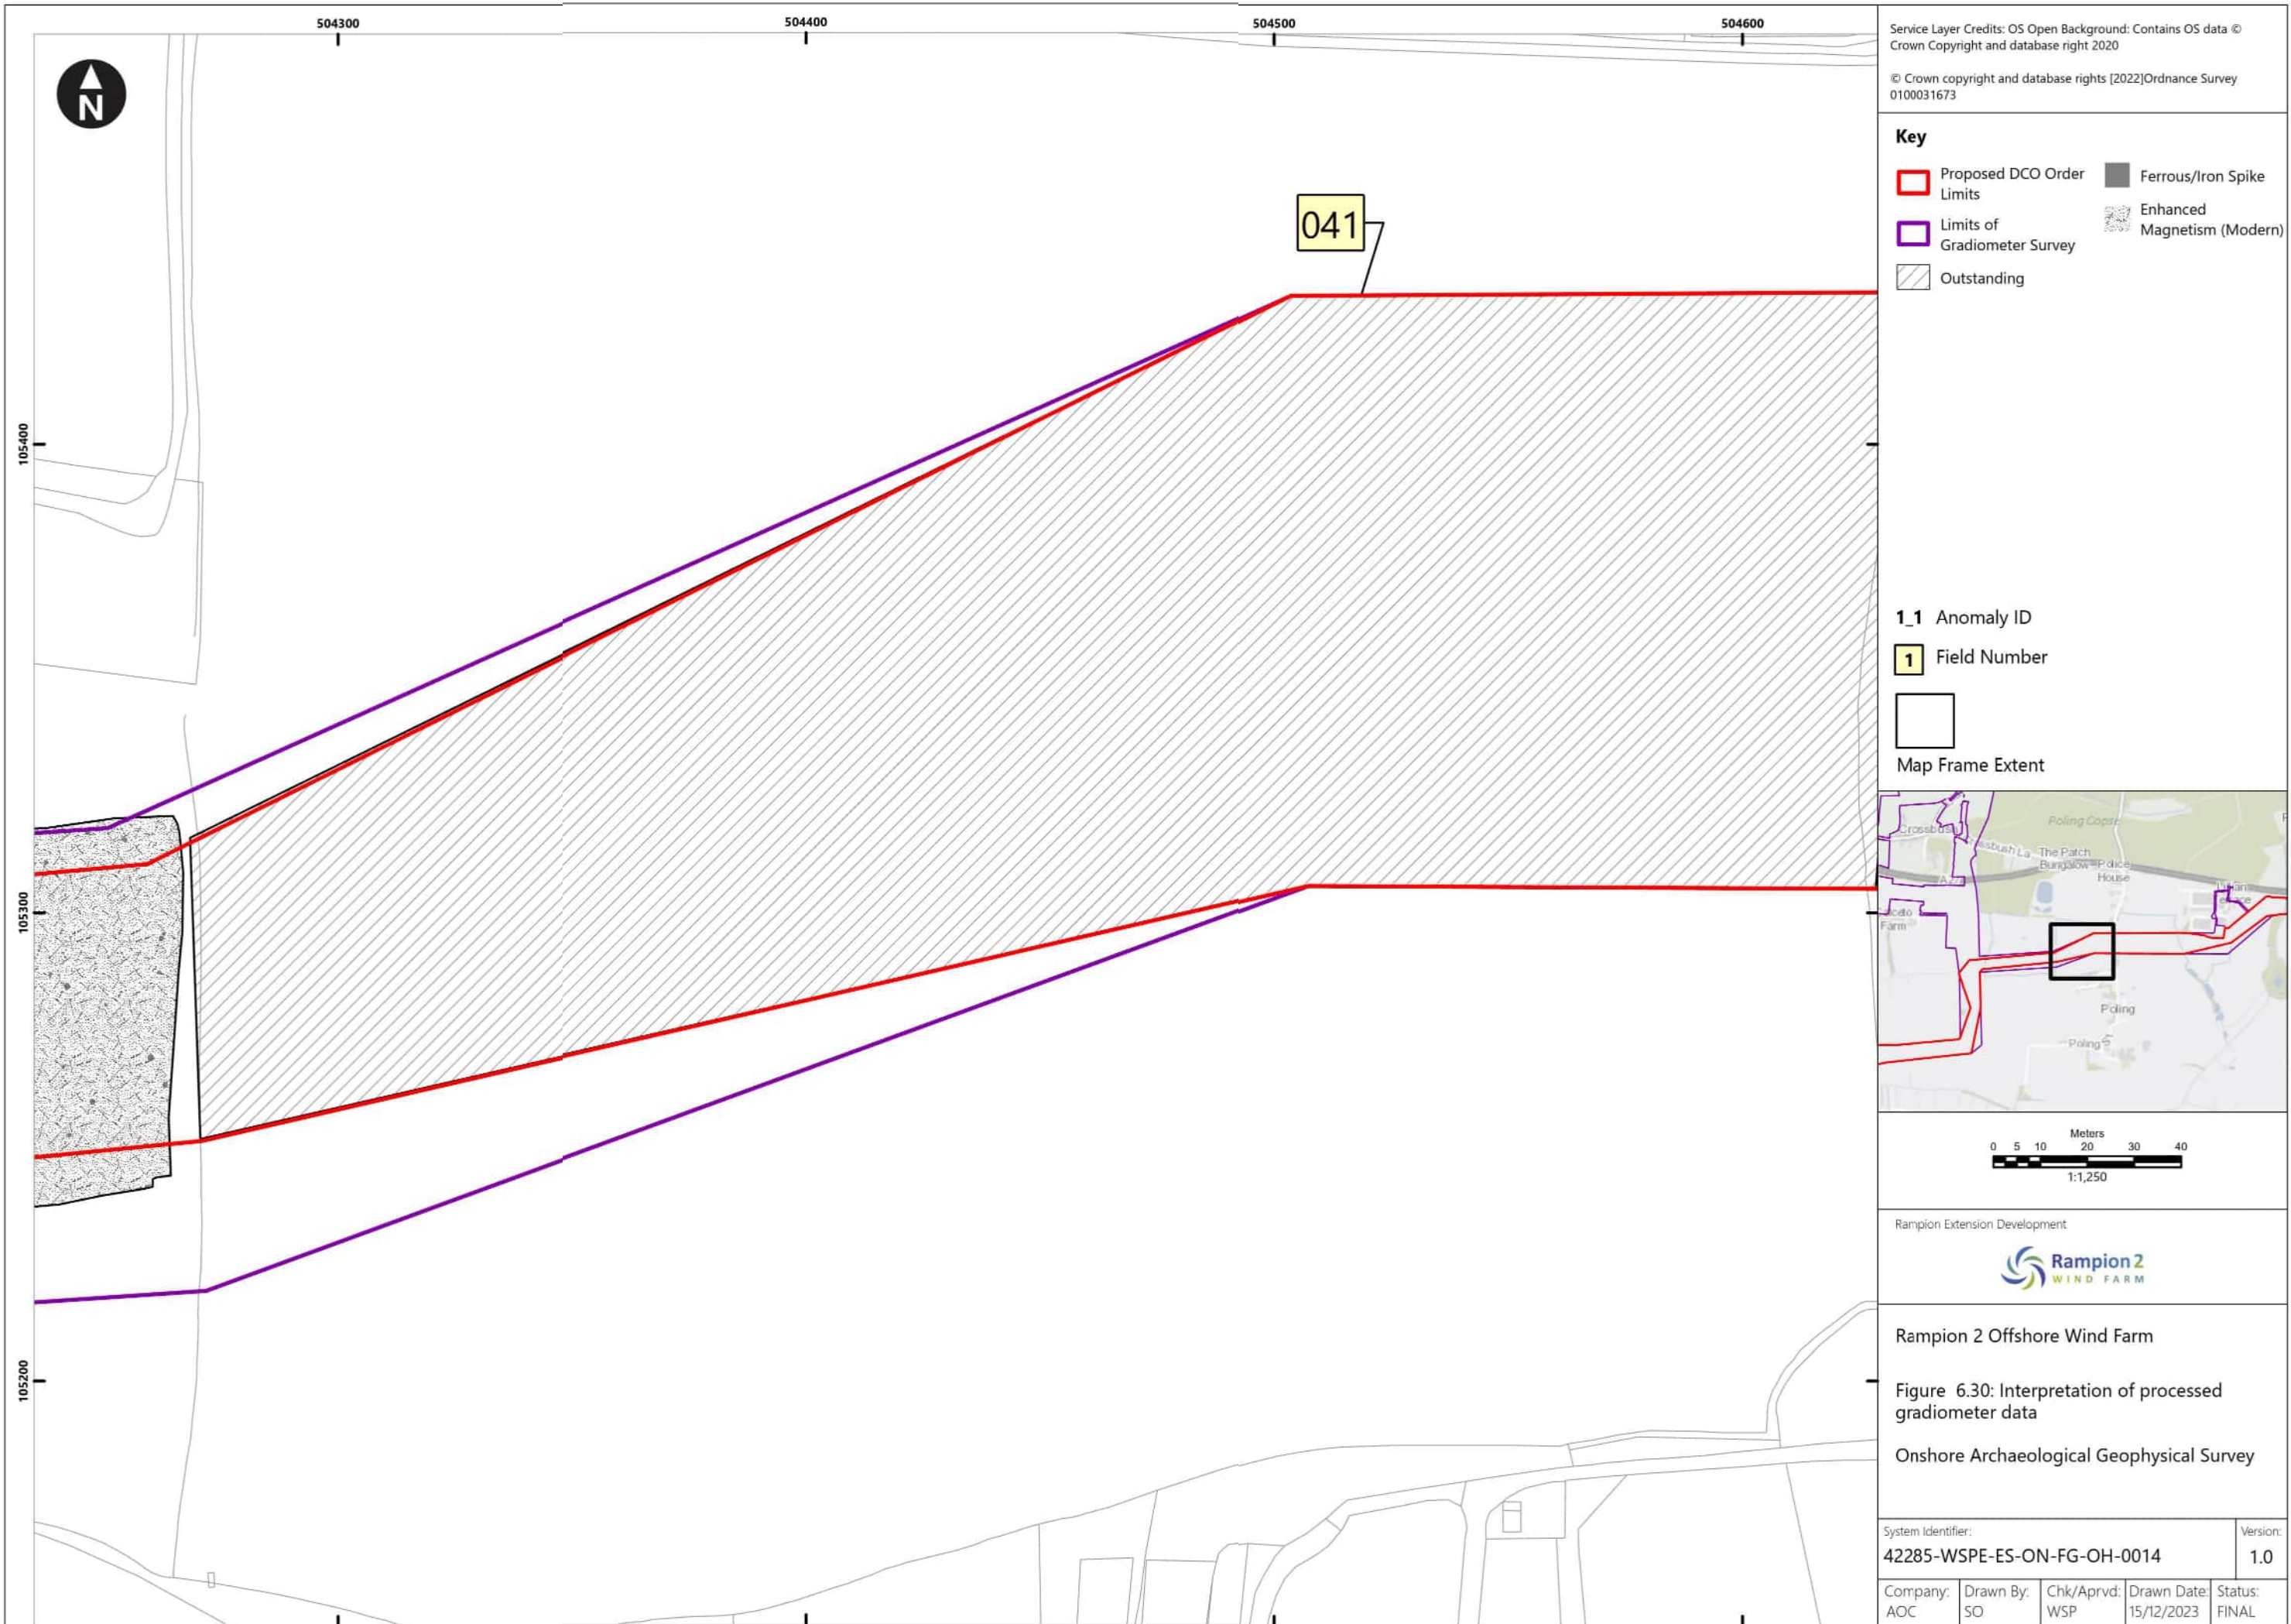 504300
504400
504500
504600
105400
105300
105200
N
041
Service Layer Credits: OS Open Background: Contains OS data ©
Crown Copyright and database right 2020
© Crown copyright and database rights [2022]Ordnance Survey
0100031673
Key
Proposed DCO Order
Limits
Limits of
Gradiometer Survey
Outstanding
Ferrous/Iron Spike
Enhanced
Magnetism (Modern)
1_1 Anomaly ID
1 Field Number
Map Frame Extent
Crossbush
Poling Copse
The Patch
Bungalow
Police
House
Farm
Poling
Poling St
Meters
0 5 10 20 30 40
1:1,250
Rampion Extension Development
Rampion 2
WIND FARM
Rampion 2 Offshore Wind Farm
Figure 6.30: Interpretation of processed
gradiometer data
Onshore Archaeological Geophysical Survey
System Identifier:
42285-WSPE-ES-ON-FG-OH-0014
Version:
1.0
Company:
AOC
Drawn By:
SO
Chk/Aprvd:
WSP
Drawn Date:
15/12/2023
Status:
FINAL